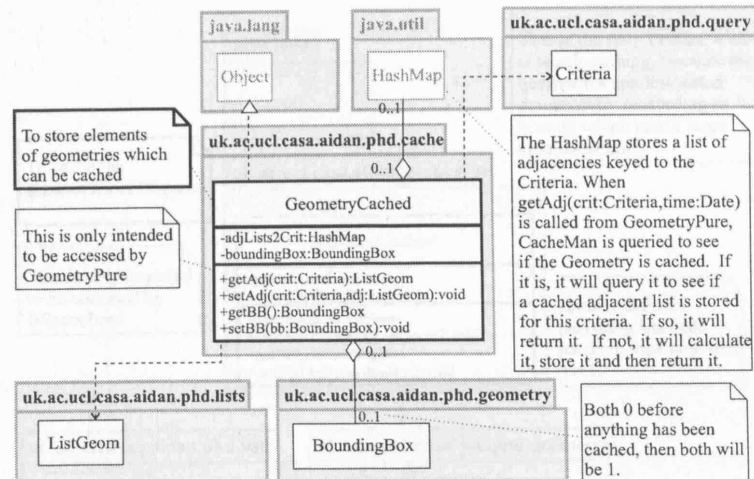 java.lang
java.util
uk.ac.ucl.casa.aidan.phd.query
Object
HashMap
Criteria
0..1
To store elements
of geometries which
can be cached
uk.ac.ucl.casa.aidan.phd.cache
0..1
GeometryCached
-adjLists2Crit:HashMap
-boundingBox:BoundingBox
+getAdj(crit:Criteria):ListGeom
+setAdj(crit:Criteria,adj:ListGeom):void
+getBB():BoundingBox
+setBB(bb:BoundingBox):void
This is only intended
to be accessed by
GeometryPure
The HashMap stores a list of
adjacencies keyed to the
Criteria. When
getAdj(crit:Criteria,time:Date)
is called from GeometryPure,
CacheMan is queried to see
if the Geometry is cached. If
it is, it will query it to see if
a cached adjacent list is stored
for this criteria. If so, it will
return it. If not, it will calculate
it, store it and then return it.
0..1
uk.ac.ucl.casa.aidan.phd.lists
ListGeom
uk.ac.ucl.casa.aidan.phd.geometry
0..1
BoundingBox
Both 0 before
anything has been
cached, then both will
be 1.